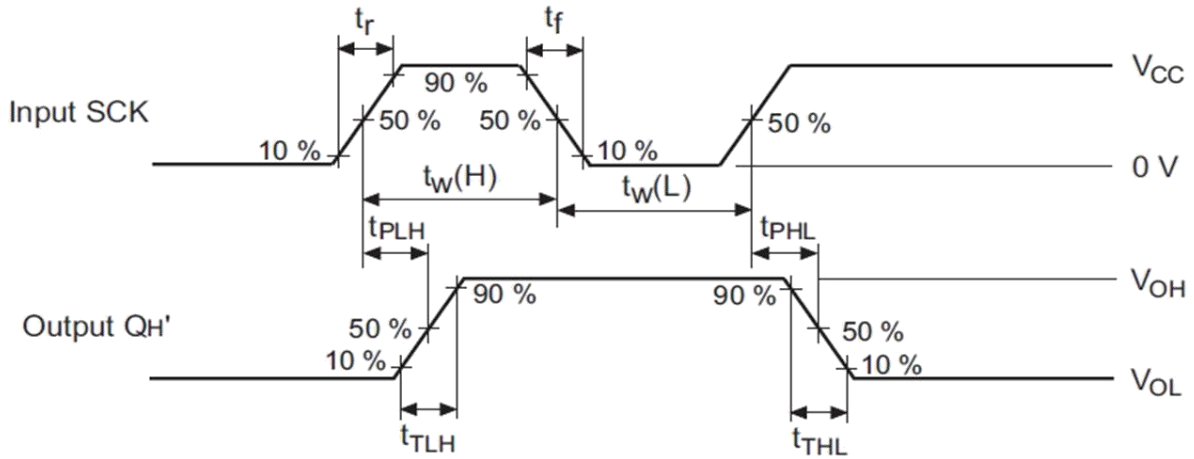 tr
tf
VCC
90 %
Input SCK
50 %
50 %
50 %
10 %
10 %
0 V
tW(H)
tW(L)
tPLH
tPHL
VOH
90 %
90 %
Output QH'
50 %
50 %
10 %
10 %
VOL
tTLH
tTHL